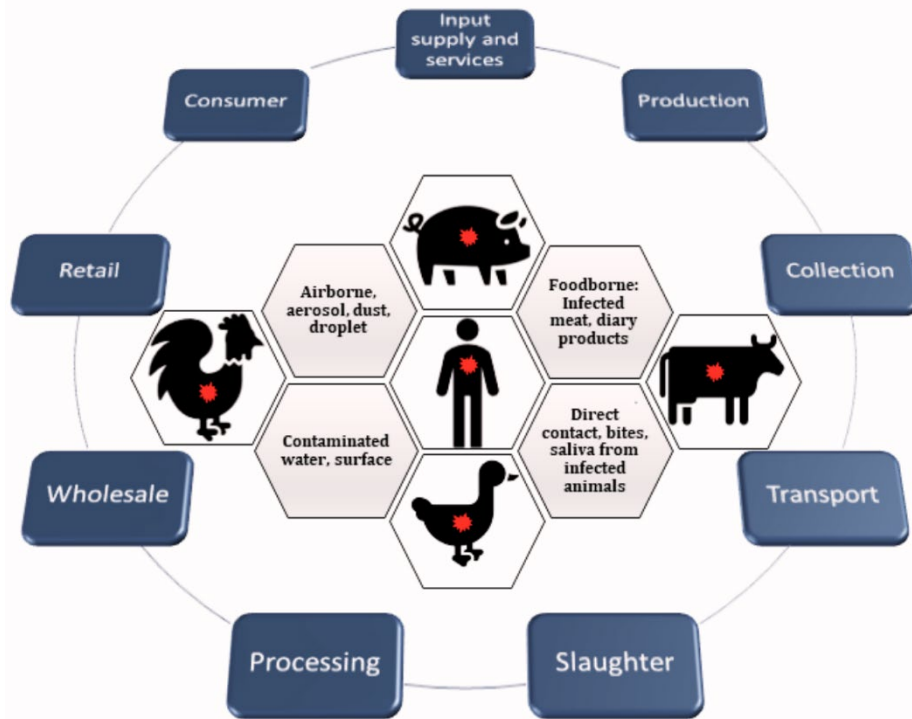 Input
supply and
services
Consumer
Production
Retail
Collection
Airborne,
aerosol, dust,
droplet
Foodborne:
Infected
meat, diary
products
Contaminated
water, surface
Direct
contact, bites,
saliva from
infected
animals
Wholesale
Transport
Processing
Slaughter